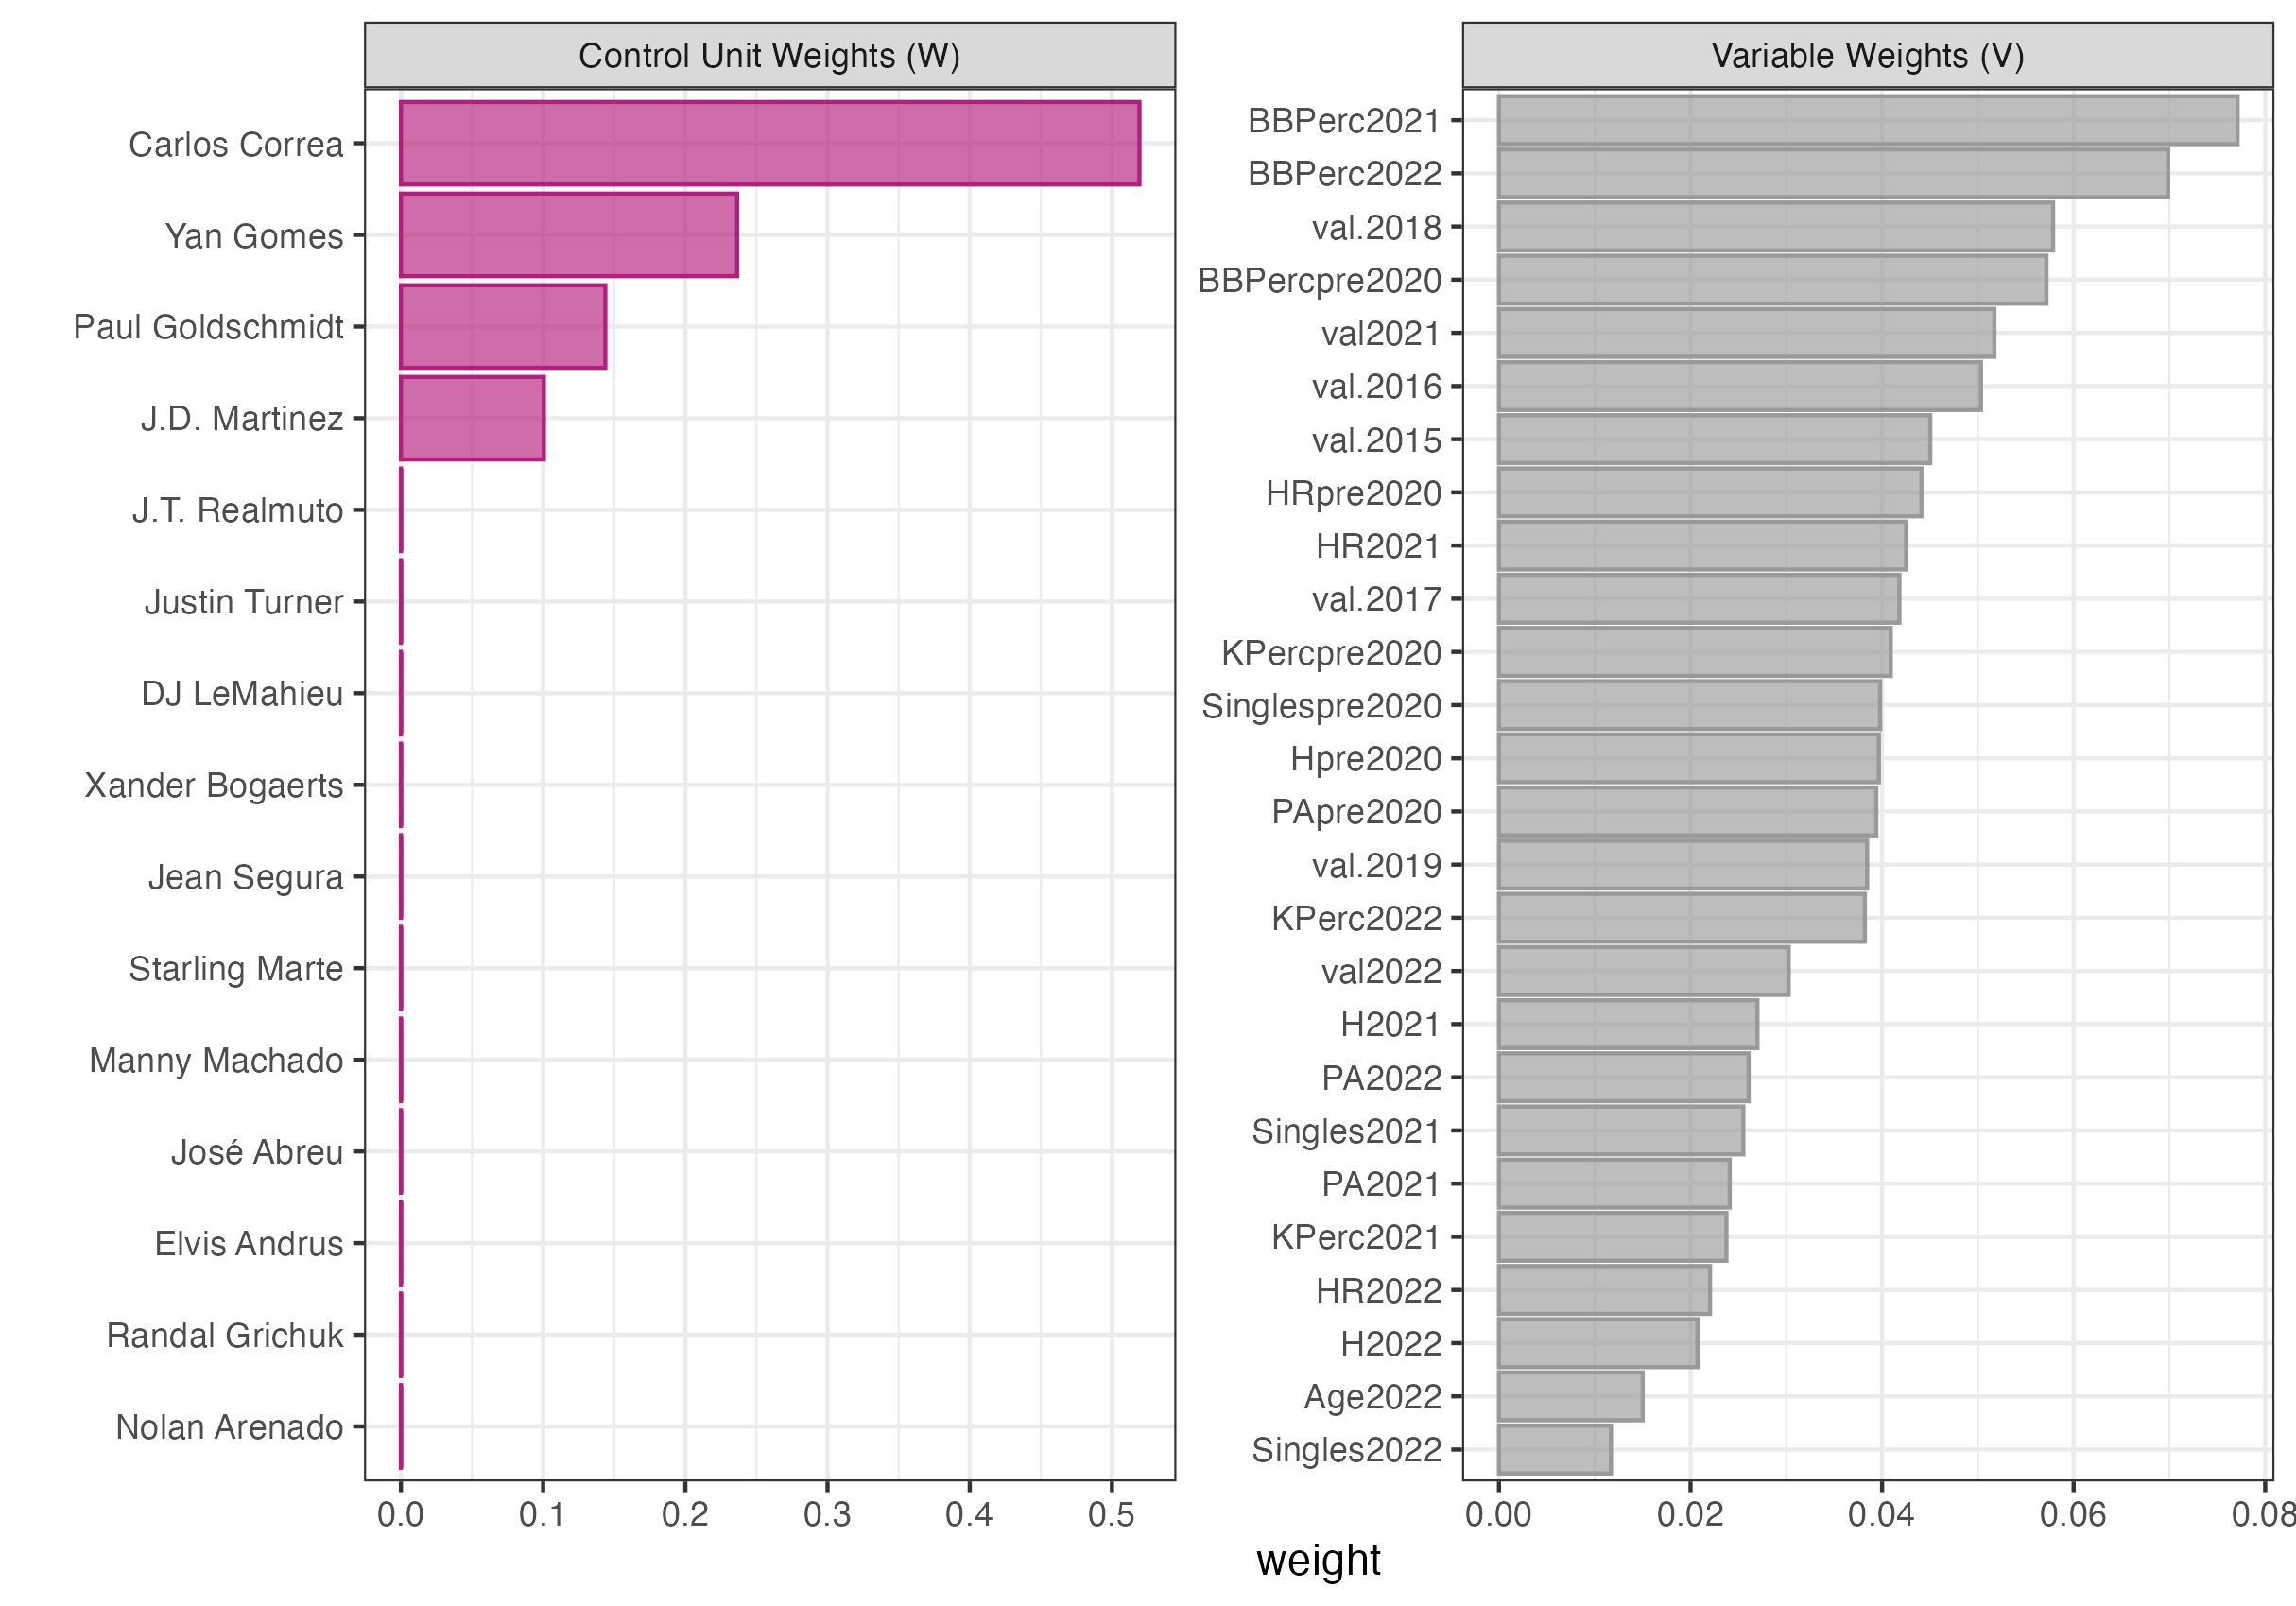 Control Unit Weights (W)
Carlos Correa
Yan Gomes
Paul Goldschmidt
J.D. Martinez
J.T. Realmuto
Justin Turner
DJ LeMahieu
Xander Bogaerts
Jean Segura
Starling Marte
Manny Machado
José Abreu
Elvis Andrus
Randal Grichuk
Nolan Arenado
0.0 0.1 0.2 0.3 0.4 0.5
Variable Weights (V)
BBPerc2021
BBPerc2022
val.2018
BBPercpre2020
val2021
val.2016
val.2015
HRpre2020
HR2021
val.2017
KPercpre2020
Singlespre2020
Hpre2020
PApre2020
val.2019
KPerc2022
val2022
H2021
PA2022
Singles2021
PA2021
KPerc2021
HR2022
H2022
Age2022
Singles2022
0.00 0.02 0.04 0.06 0.08
weight